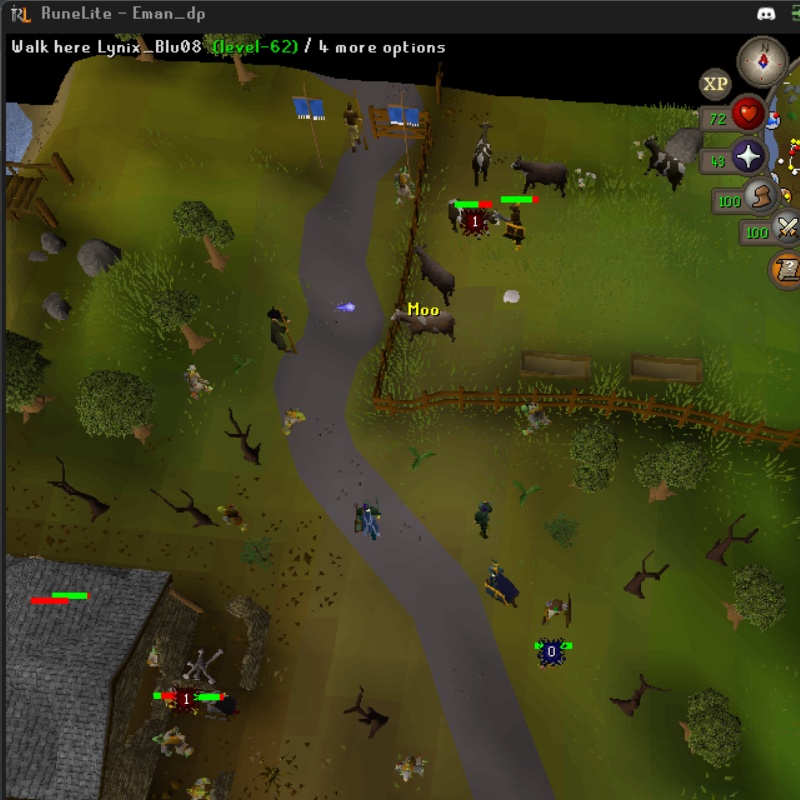 RuneLite - Eman_dp
Walk here Lynix_Blu08 (level-62) / 4 more options
N
XP
72
43
100
100
?
1
Moo
0
1